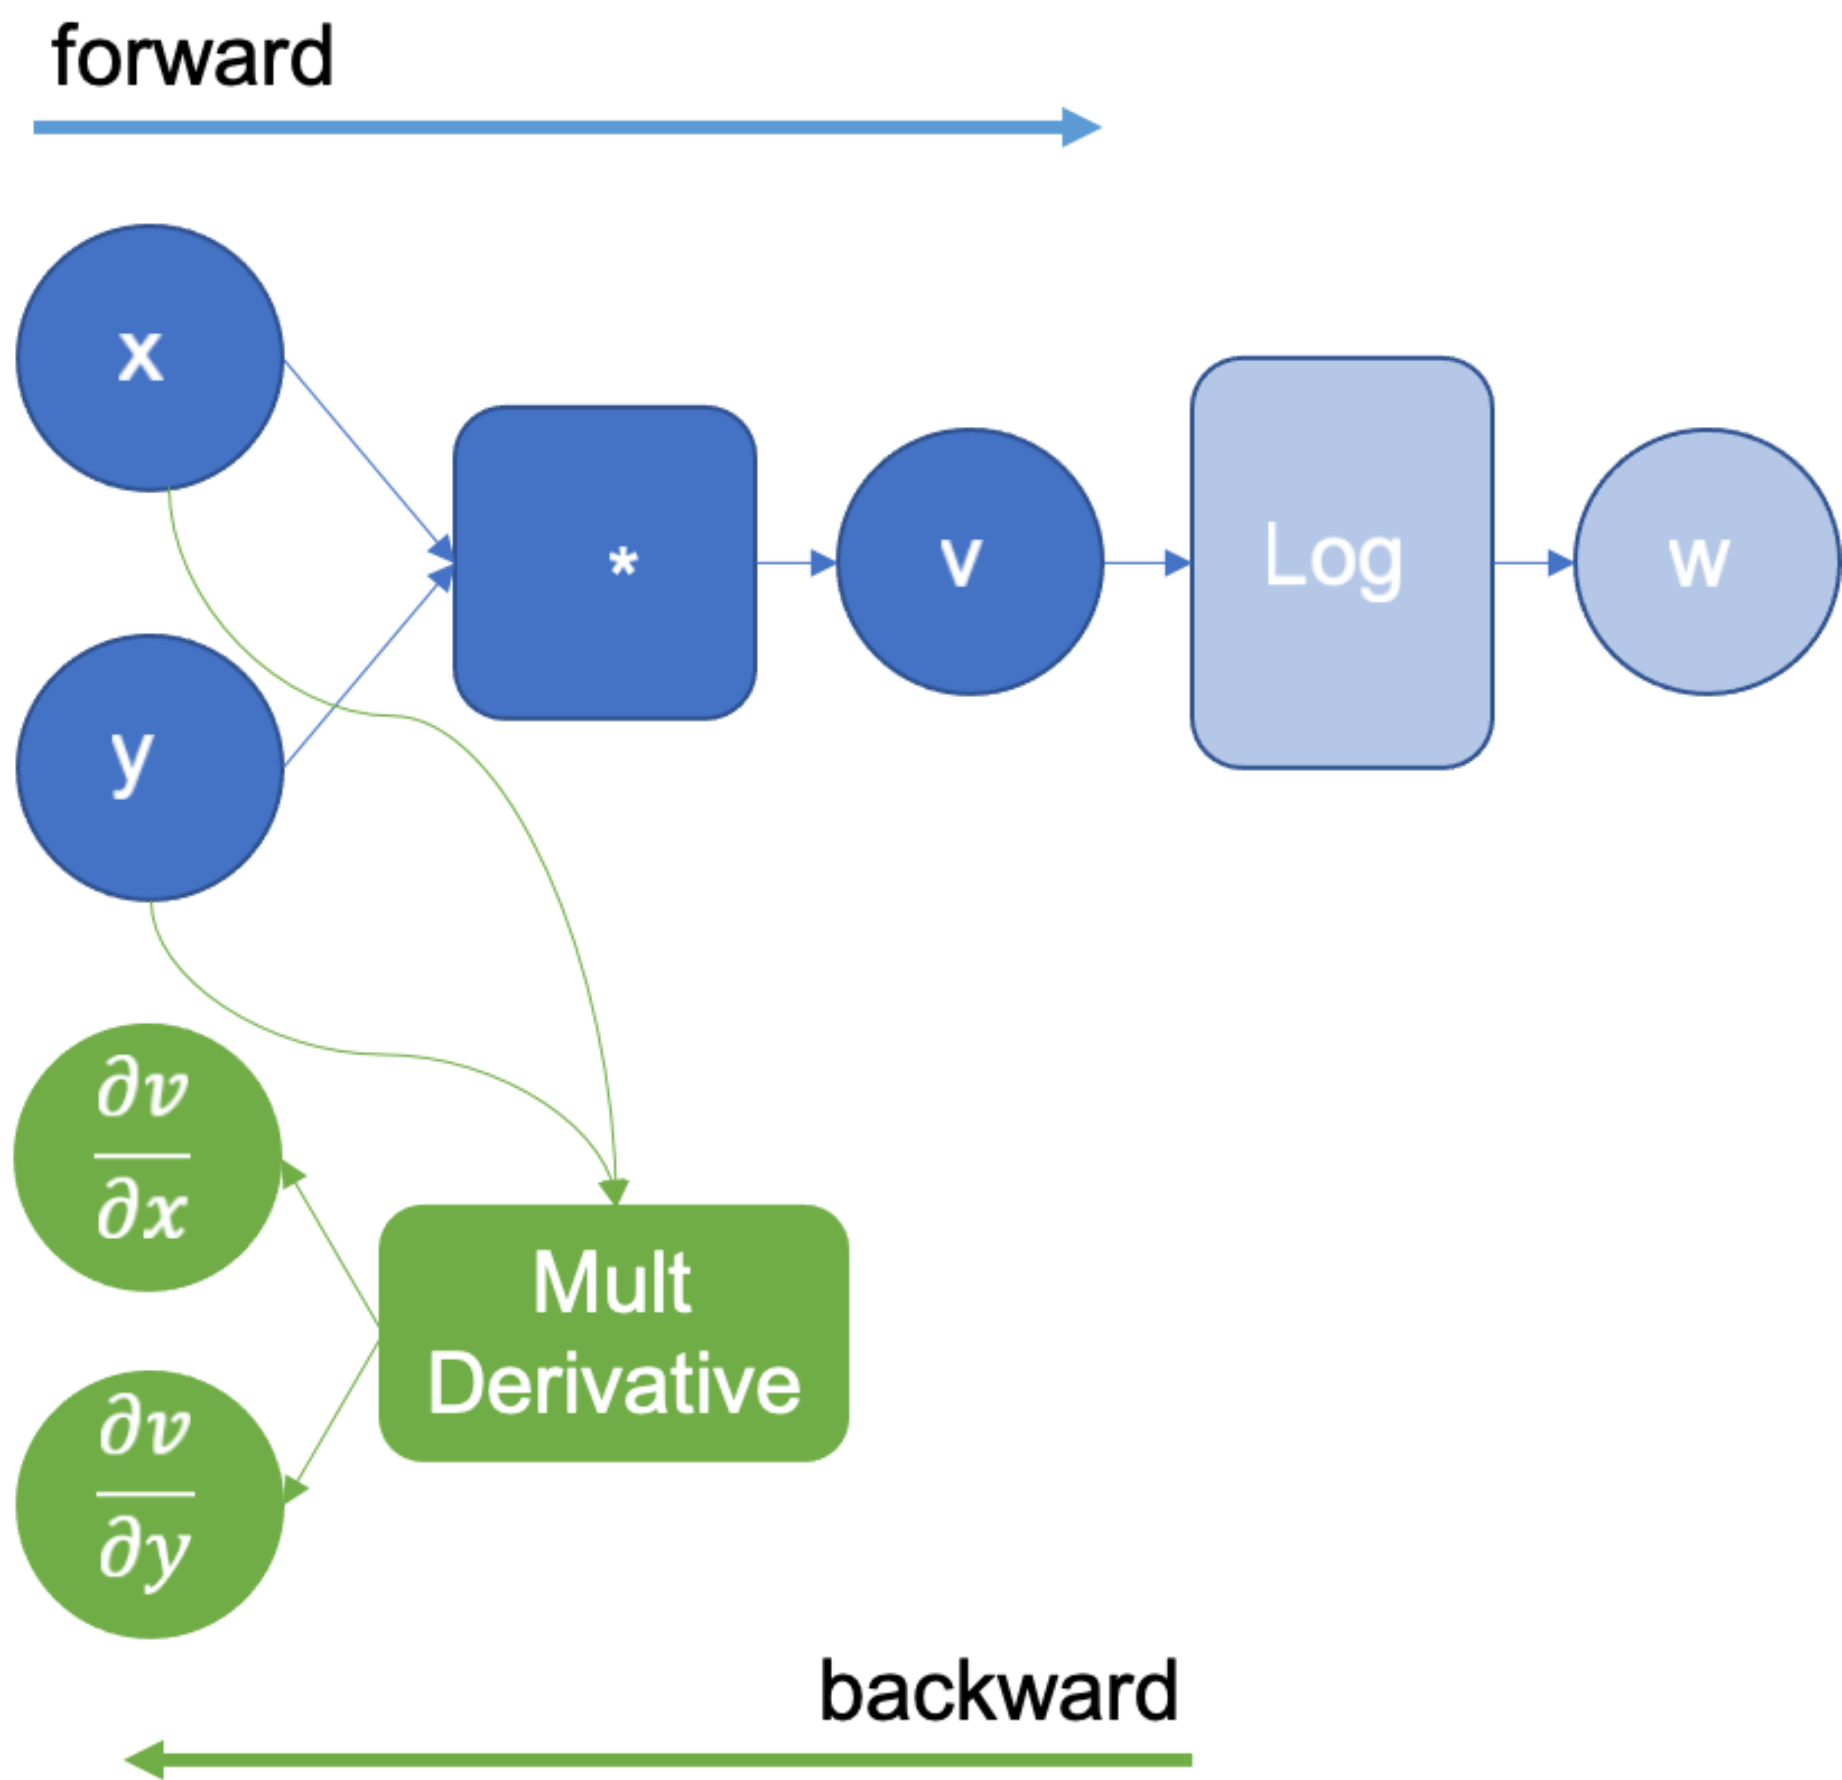 forward
x
*
v
Log
w
y
∂v
∂x
Mult
Derivative
∂v
∂y
backward